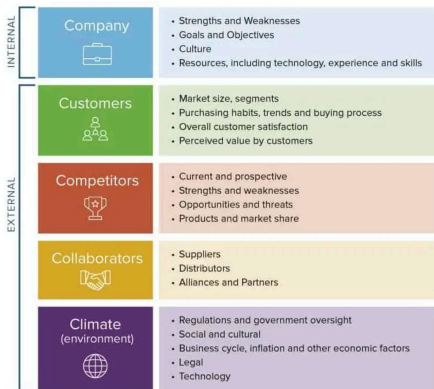 INTERNAL
Company
• Strengths and Weaknesses
• Goals and Objectives
• Culture
• Resources, including technology, experience and skills
EXTERNAL
Customers
• Market size, segments
• Purchasing habits, trends and buying process
• Overall customer satisfaction
• Perceived value by customers
Competitors
• Current and prospective
• Strengths and weaknesses
• Opportunities and threats
• Products and market share
Collaborators
• Suppliers
• Distributors
• Alliances and Partners
Climate
(environment)
• Regulations and government oversight
• Social and cultural
• Business cycle, inflation and other economic factors
• Legal
• Technology